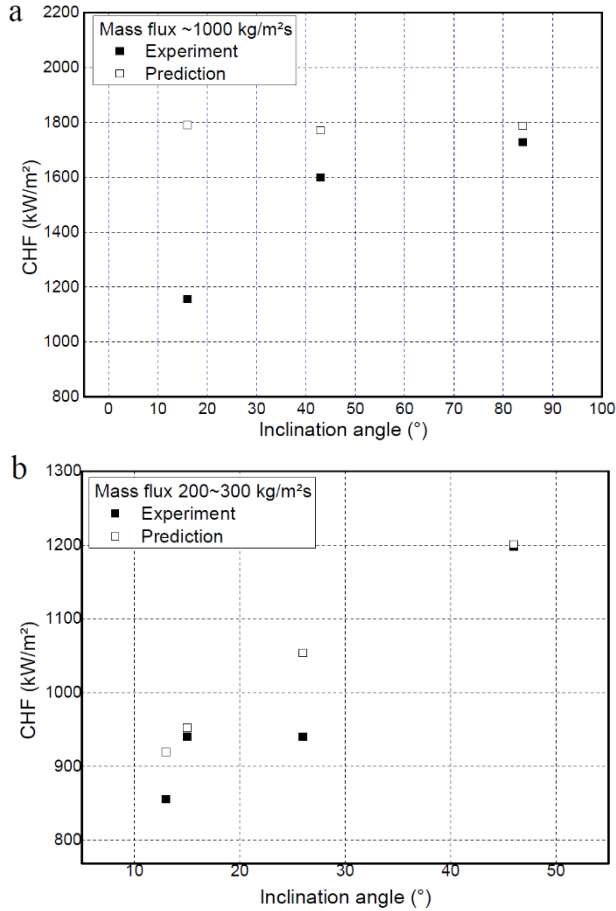 a
2200
2000
1800
1600
1400
1200
1000
800
CHF (kW/m²)
Mass flux ~1000 kg/m²s
Experiment
Prediction
0 10 20 30 40 50 60 70 80 90 100
Inclination angle (°)
b
1300
1200
1100
1000
900
800
CHF (kW/m²)
Mass flux 200~300 kg/m²s
Experiment
Prediction
10 20 30 40 50
Inclination angle (°)